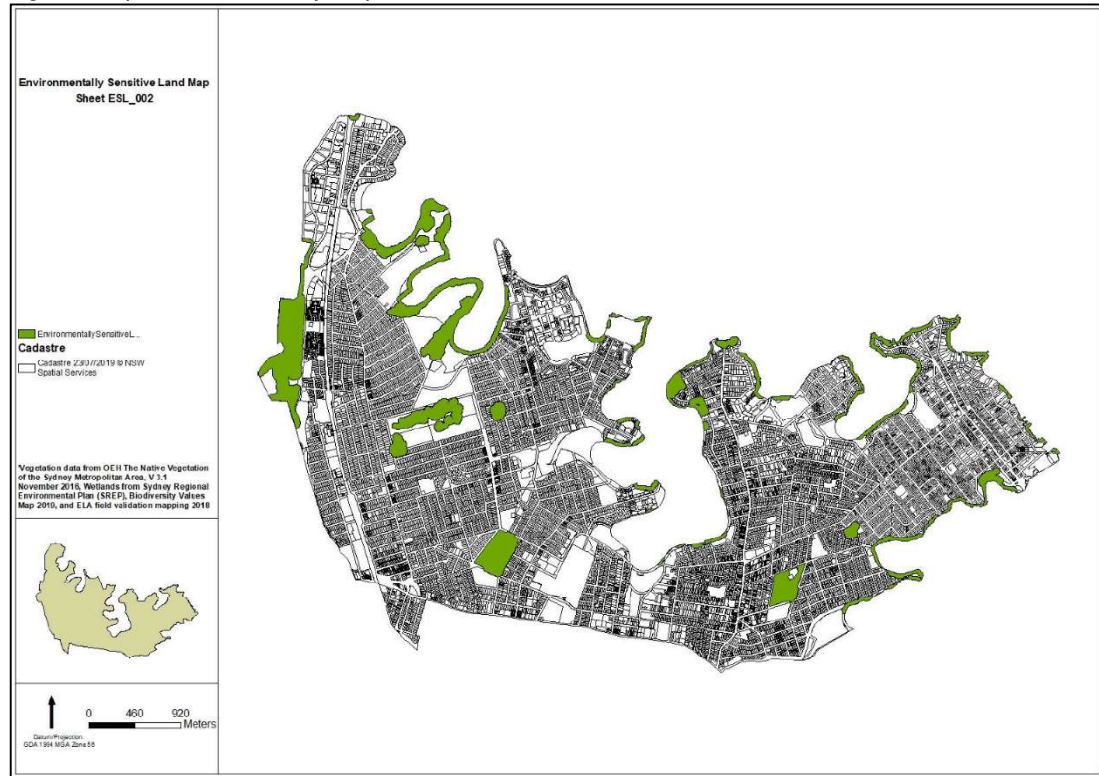 Environmentally Sensitive Land Map
Sheet ESL_002
EnvironmentallySensitiveL...
Cadastre
Cadastre 23/07/2019 © NSW
Spatial Services
*Vegetation data from OEH The Native Vegetation
of the Sydney Metropolitan Area, V 3.1
November 2016, Wetlands from Sydney Regional
Environmental Plan (SREP), Biodiversity Values
Map 2019, and ELA field validation mapping 2018
0 460 920
Meters
Datum/Projection:
GDA 1994 MGA Zone 56